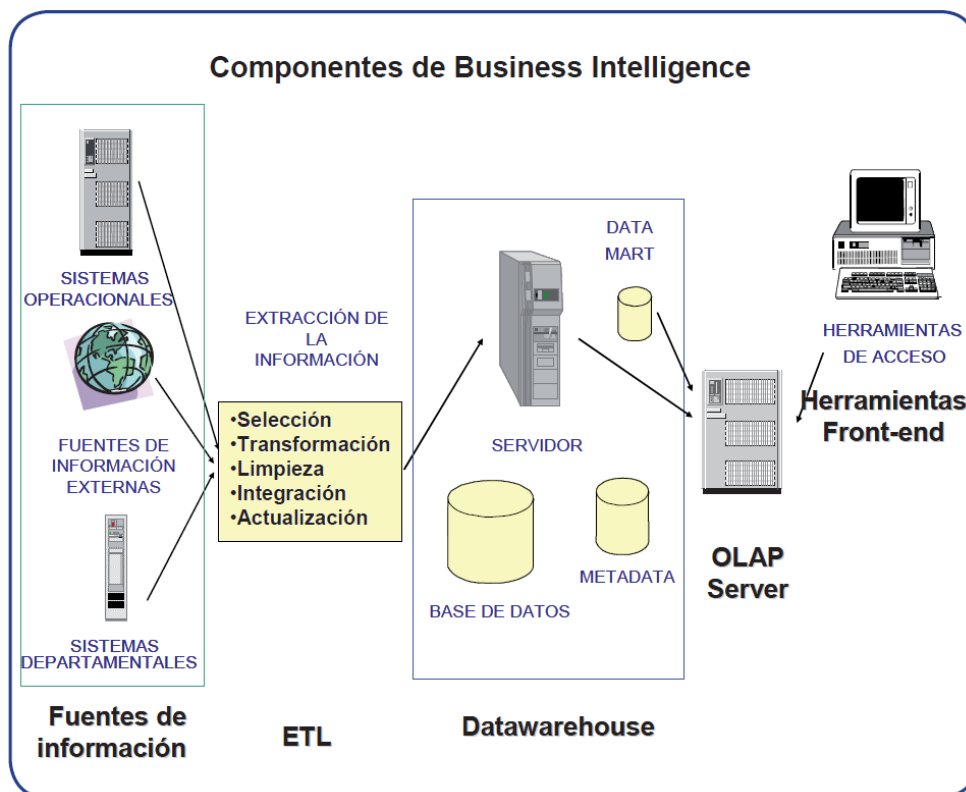 Componentes de Business Intelligence
SISTEMAS
OPERACIONALES
FUENTES DE
INFORMACIÓN
EXTERNAS
SISTEMAS
DEPARTAMENTALES
Fuentes de
información
EXTRACCIÓN DE
LA
INFORMACIÓN
•Selección
•Transformación
•Limpieza
•Integración
•Actualización
ETL
DATA
MART
SERVIDOR
BASE DE DATOS
METADATA
Datawarehouse
OLAP
Server
HERRAMIENTAS
DE ACCESO
Herramientas
Front-end